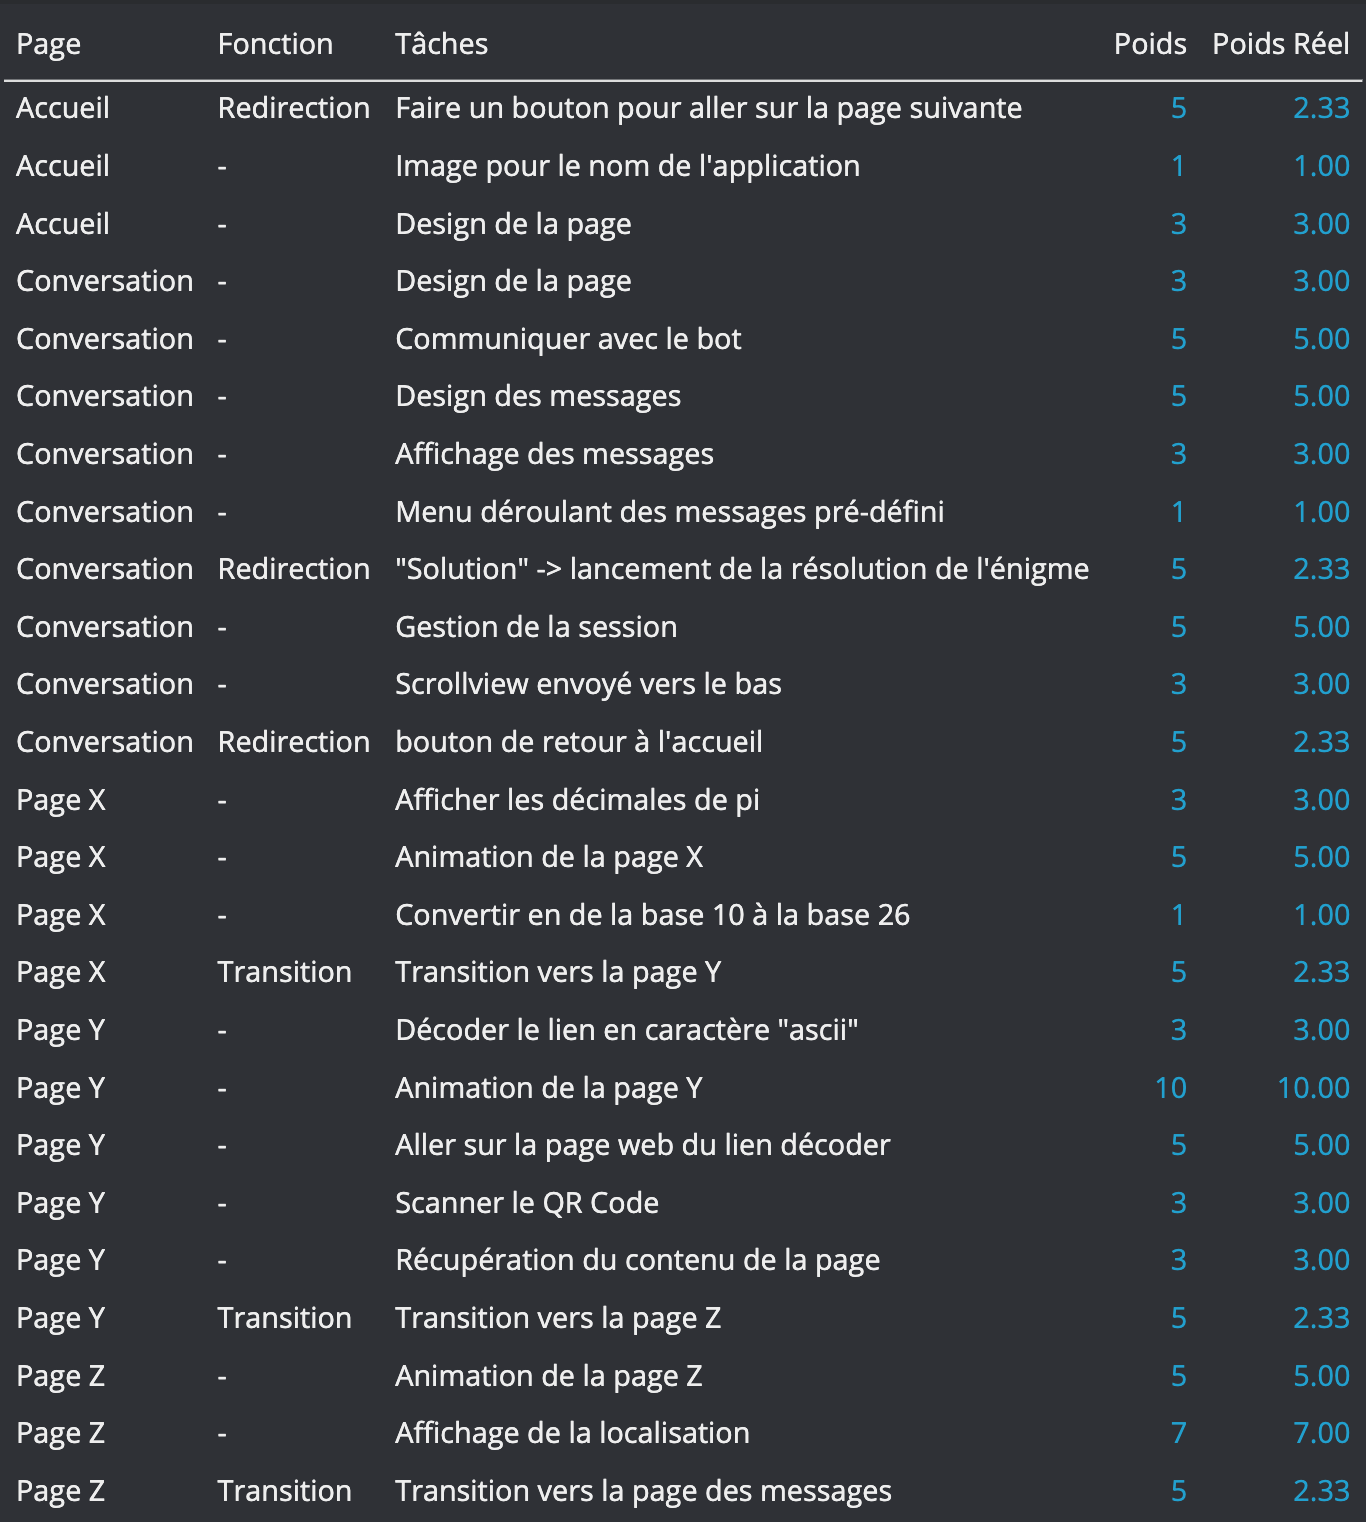 Page Fonction Tâches Poids Poids Réel
Accueil Redirection Faire un bouton pour aller sur la page suivante 5 2.33
Accueil - Image pour le nom de l'application 1 1.00
Accueil - Design de la page 3 3.00
Conversation - Design de la page 3 3.00
Conversation - Communiquer avec le bot 5 5.00
Conversation - Design des messages 5 5.00
Conversation - Affichage des messages 3 3.00
Conversation - Menu déroulant des messages pré-défini 1 1.00
Conversation Redirection "Solution" -> lancement de la résolution de l'énigme 5 2.33
Conversation - Gestion de la session 5 5.00
Conversation - Scrollview envoyé vers le bas 3 3.00
Conversation Redirection bouton de retour à l'accueil 5 2.33
Page X - Afficher les décimales de pi 3 3.00
Page X - Animation de la page X 5 5.00
Page X - Convertir en de la base 10 à la base 26 1 1.00
Page X Transition Transition vers la page Y 5 2.33
Page Y - Décoder le lien en caractère "ascii" 3 3.00
Page Y - Animation de la page Y 10 10.00
Page Y - Aller sur la page web du lien décoder 5 5.00
Page Y - Scanner le QR Code 3 3.00
Page Y - Récupération du contenu de la page 3 3.00
Page Y Transition Transition vers la page Z 5 2.33
Page Z - Animation de la page Z 5 5.00
Page Z - Affichage de la localisation 7 7.00
Page Z Transition Transition vers la page des messages 5 2.33